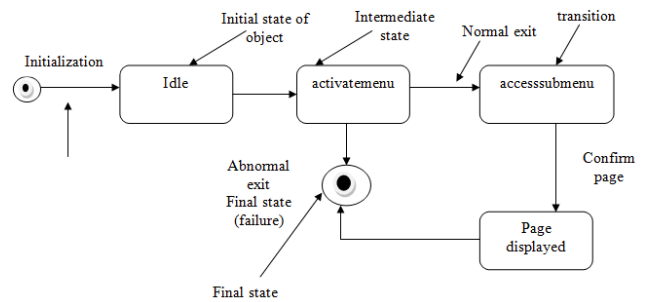 Initial state of
object
Intermediate
state
Normal exit
transition
Initialization
Idle
activatemenu
accesssubmenu
Abnormal
exit
Final state
(failure)
Confirm
page
Page
displayed
Final state